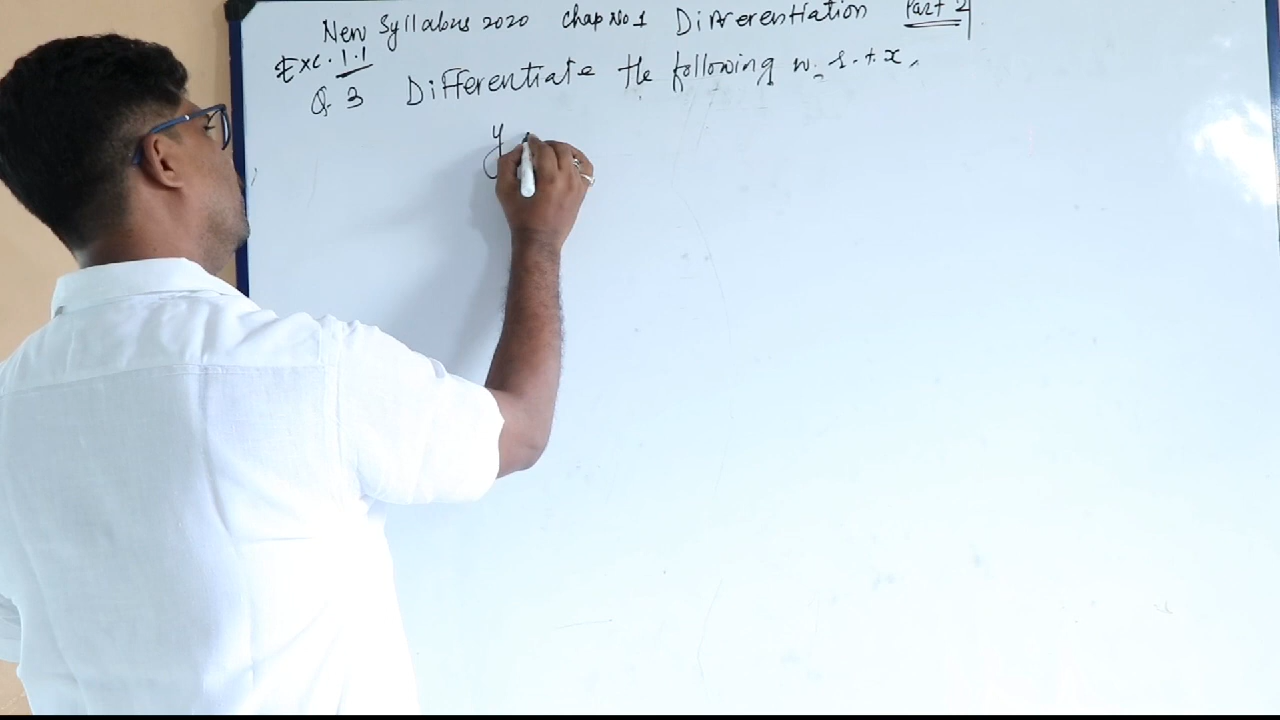 New Syllabus 2020 Chap No 1 Differentiation Part 2
Exc. 1.1
Q. 3 Differentiate the following w. r. t. x.
y